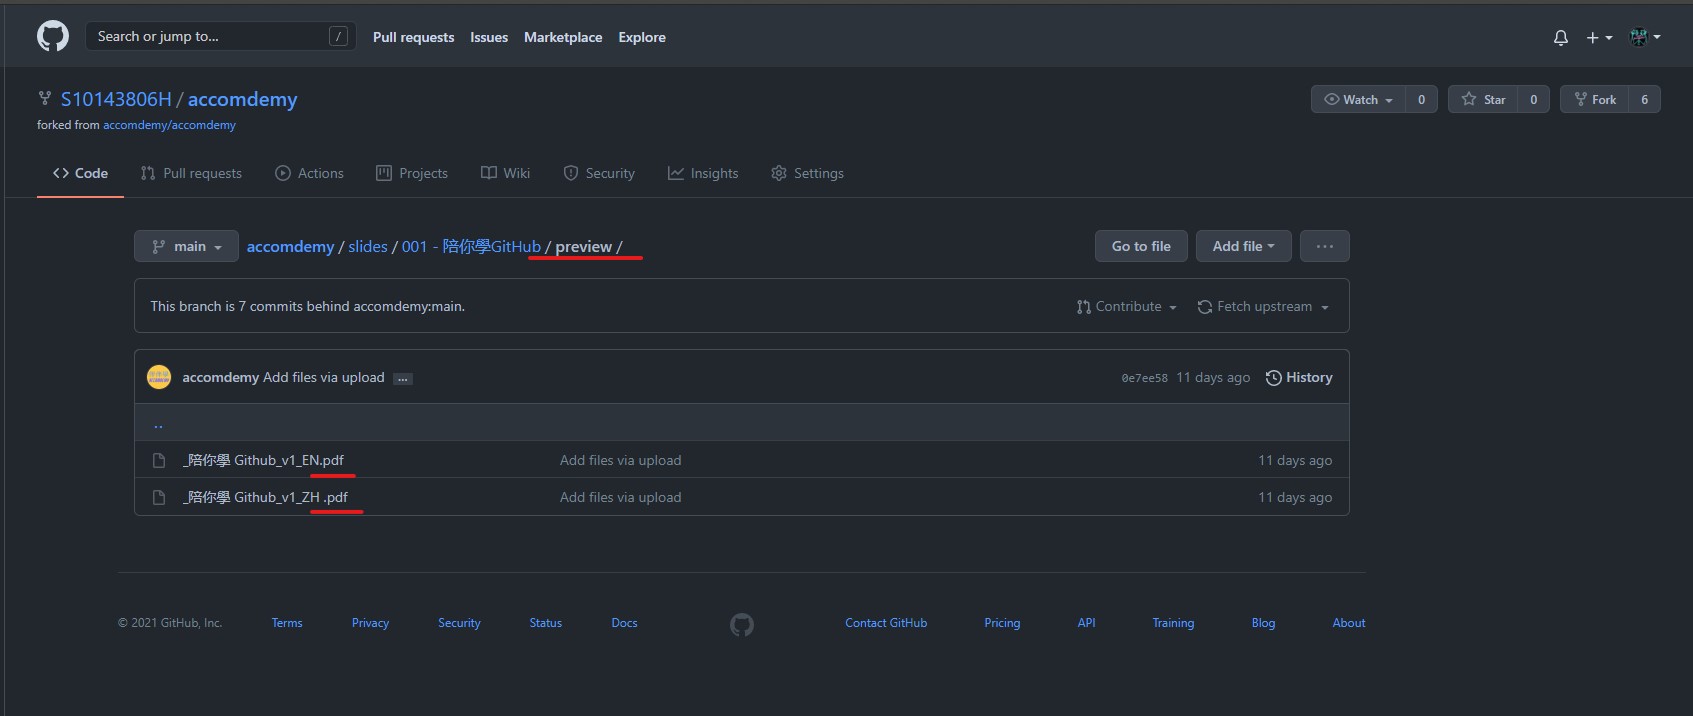 Search or jump to... /
Pull requests Issues Marketplace Explore
S10143806H / accomdemy
Watch 0 Star 0 Fork 6
forked from accomdemy/accomdemy
Code Pull requests Actions Projects Wiki Security Insights Settings
main accomdemy / slides / 001 - 陪你學GitHub / preview / Go to file Add file ...
This branch is 7 commits behind accomdemy:main. Contribute Fetch upstream
accomdemy Add files via upload ... 0e7ee58 11 days ago History
..
_陪你學 Github_v1_EN.pdf Add files via upload 11 days ago
_陪你學 Github_v1_ZH .pdf Add files via upload 11 days ago
© 2021 GitHub, Inc. Terms Privacy Security Status Docs Contact GitHub Pricing API Training Blog About